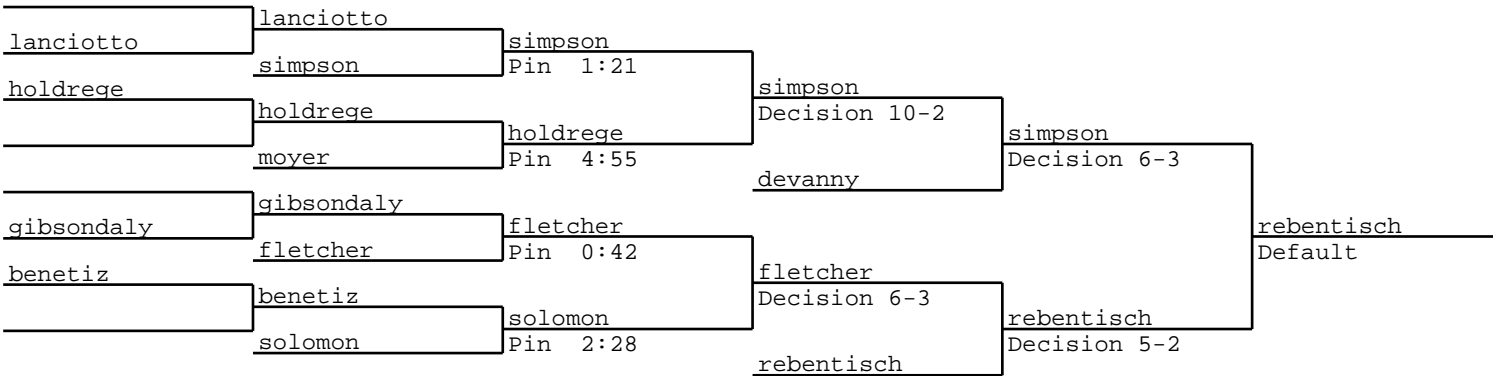 lanciotto
lanciotto
simpson
simpson
Pin 1:21
holdrege
holdrege
moyer
holdrege
Pin 4:55
simpson
Decision 10-2
devanny
simpson
Decision 6-3
gibsondaly
gibsondaly
fletcher
fletcher
Pin 0:42
benetiz
benetiz
solomon
solomon
Pin 2:28
fletcher
Decision 6-3
rebentisch
rebentisch
Decision 5-2
rebentisch
Default